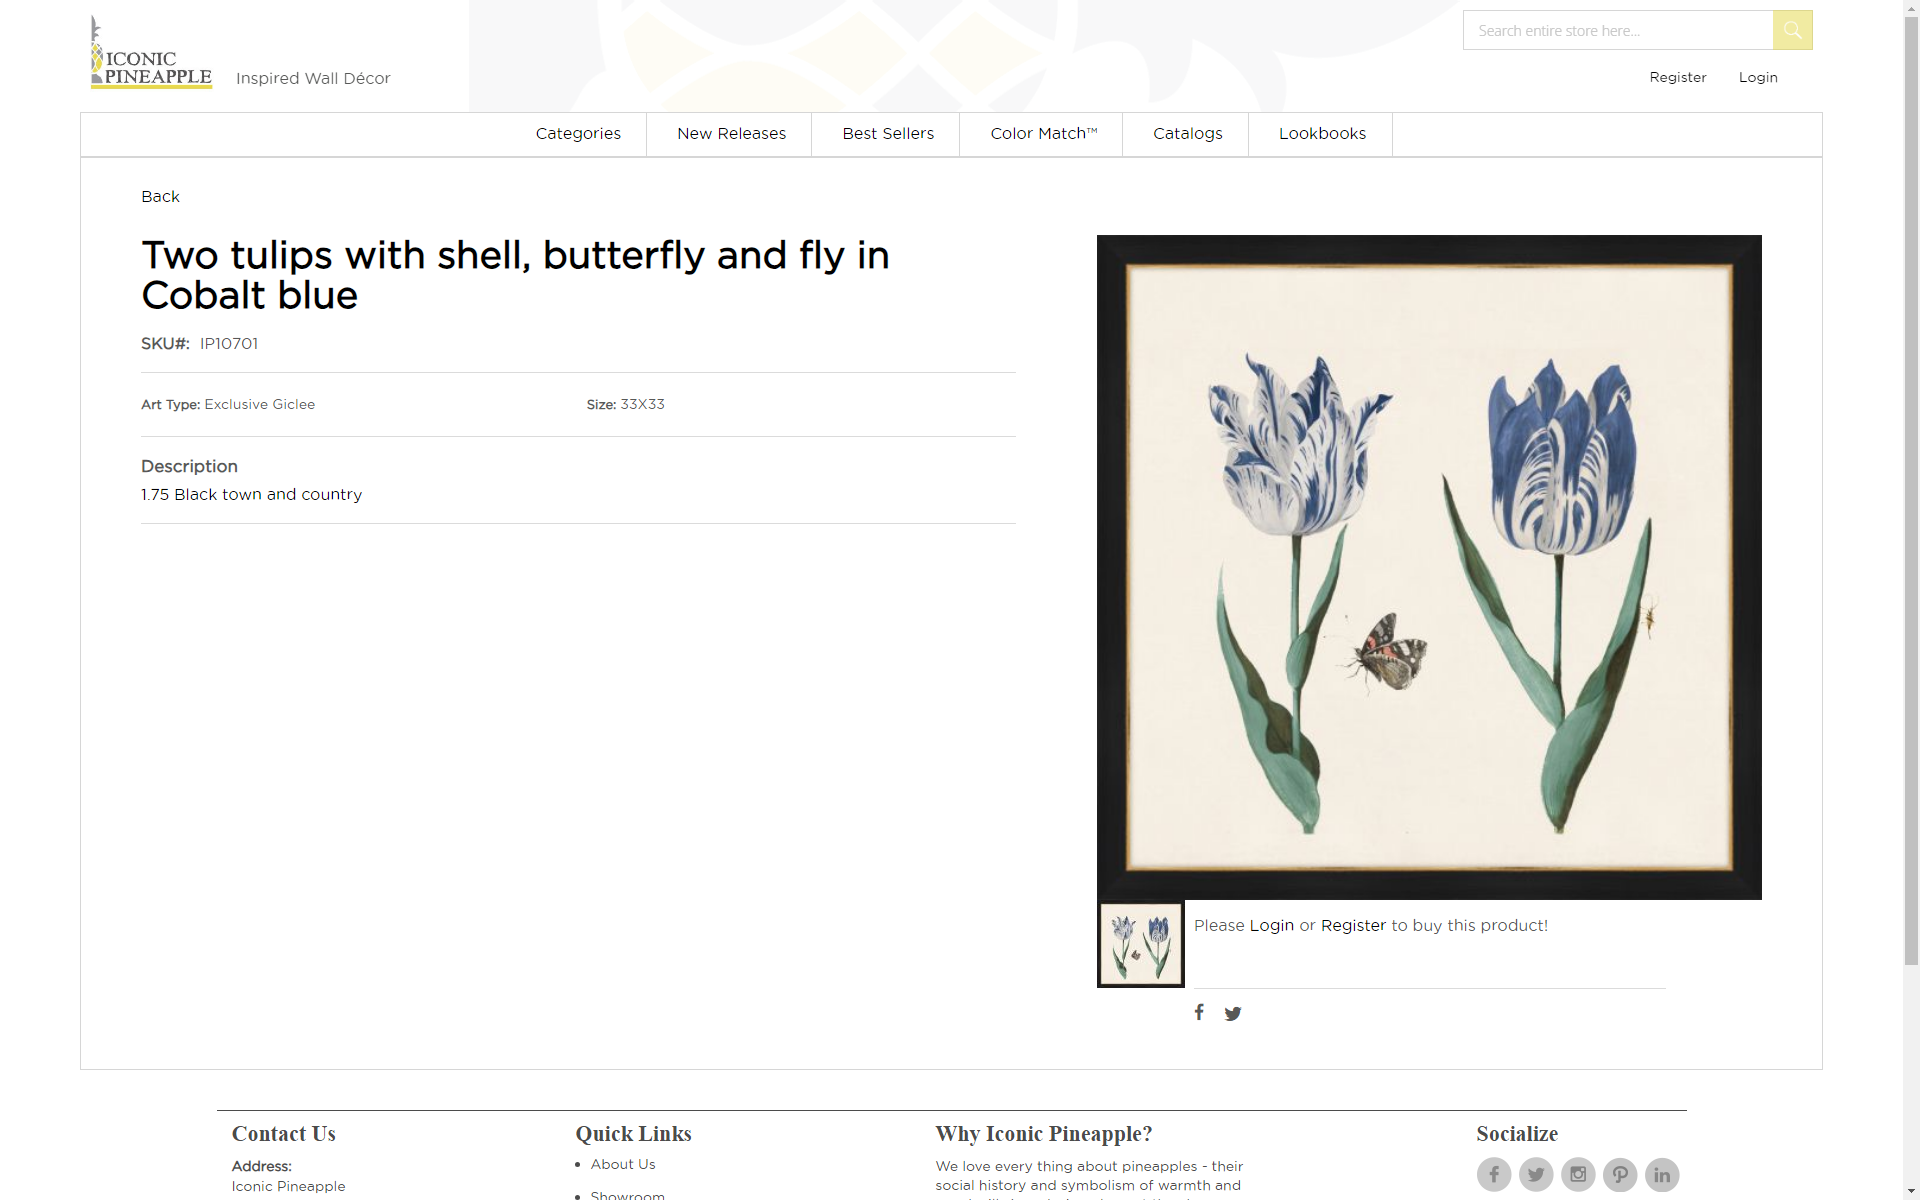 ICONIC
PINEAPPLE
Inspired Wall Décor
Search entire store here...
Register
Login
Categories
New Releases
Best Sellers
Color Match™
Catalogs
Lookbooks
Back
Two tulips with shell, butterfly and fly in
Cobalt blue
SKU#: IP10701
Art Type: Exclusive Giclee
Size: 33X33
Description
1.75 Black town and country
Please Login or Register to buy this product!
Contact Us
Address:
Iconic Pineapple
Quick Links
About Us
Showroom
Why Iconic Pineapple?
We love every thing about pineapples - their
social history and symbolism of warmth and
Socialize